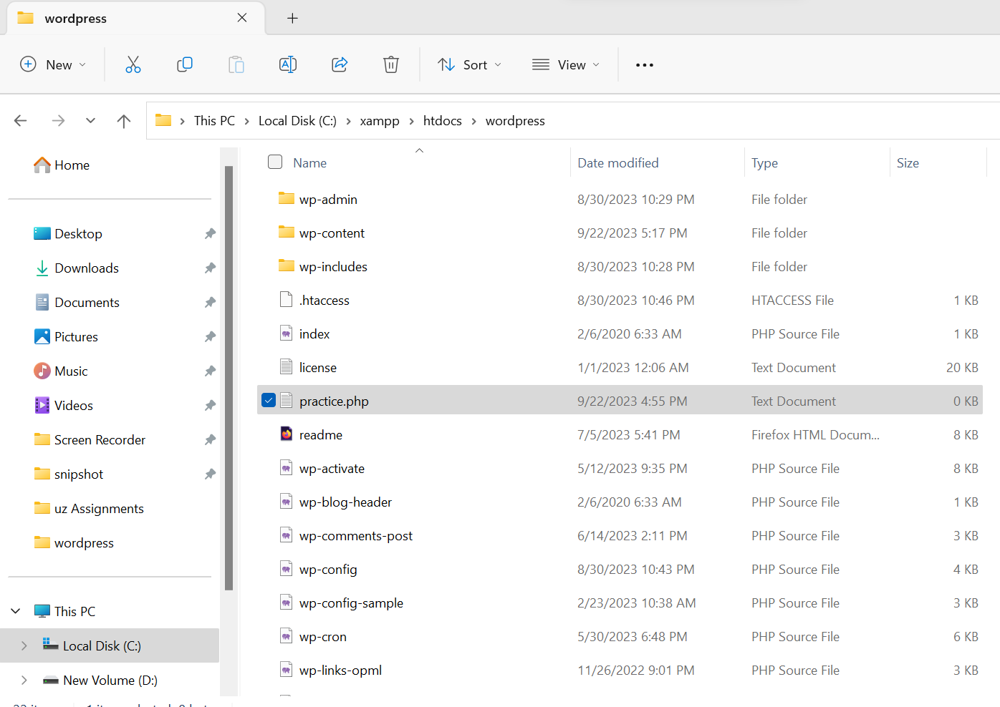 wordpress
New
Sort
View
This PC
Local Disk (C:)
xampp
htdocs
wordpress
Home
Desktop
Downloads
Documents
Pictures
Music
Videos
Screen Recorder
snipshot
uz Assignments
wordpress
This PC
Local Disk (C:)
New Volume (D:)
Name Date modified Type Size
wp-admin 8/30/2023 10:29 PM File folder
wp-content 9/22/2023 5:17 PM File folder
wp-includes 8/30/2023 10:28 PM File folder
.htaccess 8/30/2023 10:46 PM HTACCESS File 1 KB
index 2/6/2020 6:33 AM PHP Source File 1 KB
license 1/1/2023 12:06 AM Text Document 20 KB
practice.php 9/22/2023 4:55 PM Text Document 0 KB
readme 7/5/2023 5:41 PM Firefox HTML Docum... 8 KB
wp-activate 5/12/2023 9:35 PM PHP Source File 8 KB
wp-blog-header 2/6/2020 6:33 AM PHP Source File 1 KB
wp-comments-post 6/14/2023 2:11 PM PHP Source File 3 KB
wp-config 8/30/2023 10:43 PM PHP Source File 4 KB
wp-config-sample 2/23/2023 10:38 AM PHP Source File 3 KB
wp-cron 5/30/2023 6:48 PM PHP Source File 6 KB
wp-links-opml 11/26/2022 9:01 PM PHP Source File 3 KB